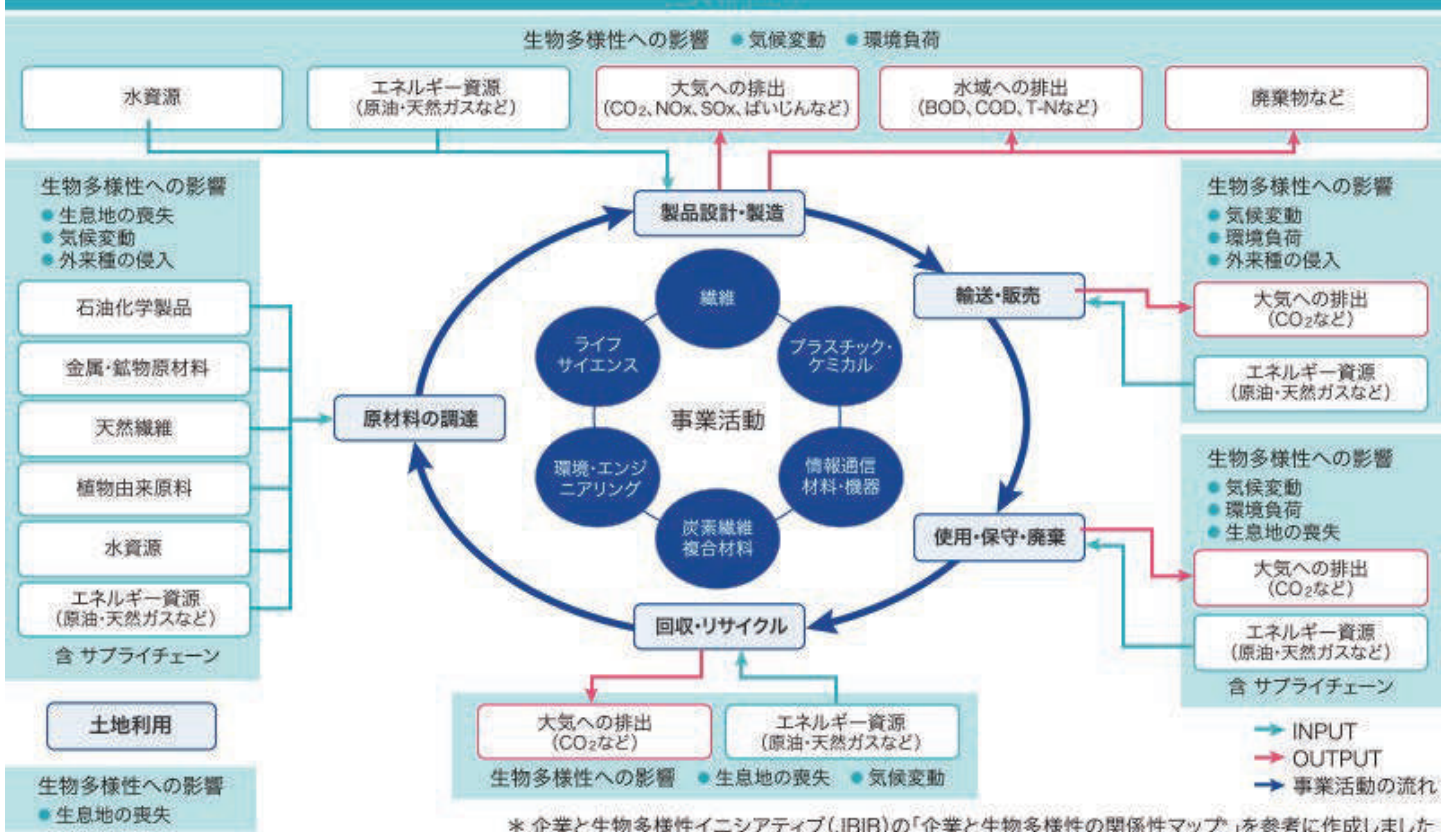 生物多様性への影響 ●気候変動 ●環境負荷
水資源
エネルギー資源
(原油・天然ガスなど)
大気への排出
(CO₂、NOx、SOx、ばいじんなど)
水域への排出
(BOD、COD、T-Nなど)
廃棄物など
生物多様性への影響
●生息地の喪失
●気候変動
●外来種の侵入
石油化学製品
金属・鉱物原材料
天然繊維
植物由来原料
水資源
エネルギー資源
(原油・天然ガスなど)
含 サプライチェーン
土地利用
生物多様性への影響
●生息地の喪失
原材料の調達
製品設計・製造
輸送・販売
使用・保守・廃棄
回収・リサイクル
事業活動
繊維
プラスチック・
ケミカル
情報通信
材料・機器
炭素繊維
複合材料
環境・エンジ
ニアリング
ライフ
サイエンス
生物多様性への影響
●気候変動
●環境負荷
●外来種の侵入
大気への排出
(CO₂など)
エネルギー資源
(原油・天然ガスなど)
生物多様性への影響
●気候変動
●環境負荷
●生息地の喪失
大気への排出
(CO₂など)
エネルギー資源
(原油・天然ガスなど)
含 サプライチェーン
大気への排出
(CO₂など)
エネルギー資源
(原油・天然ガスなど)
生物多様性への影響 ●生息地の喪失 ●気候変動
INPUT
OUTPUT
事業活動の流れ
＊企業と生物多様性イニシアティブ(JBIB)の「企業と生物多様性の関係性マップ®」を参考に作成しました